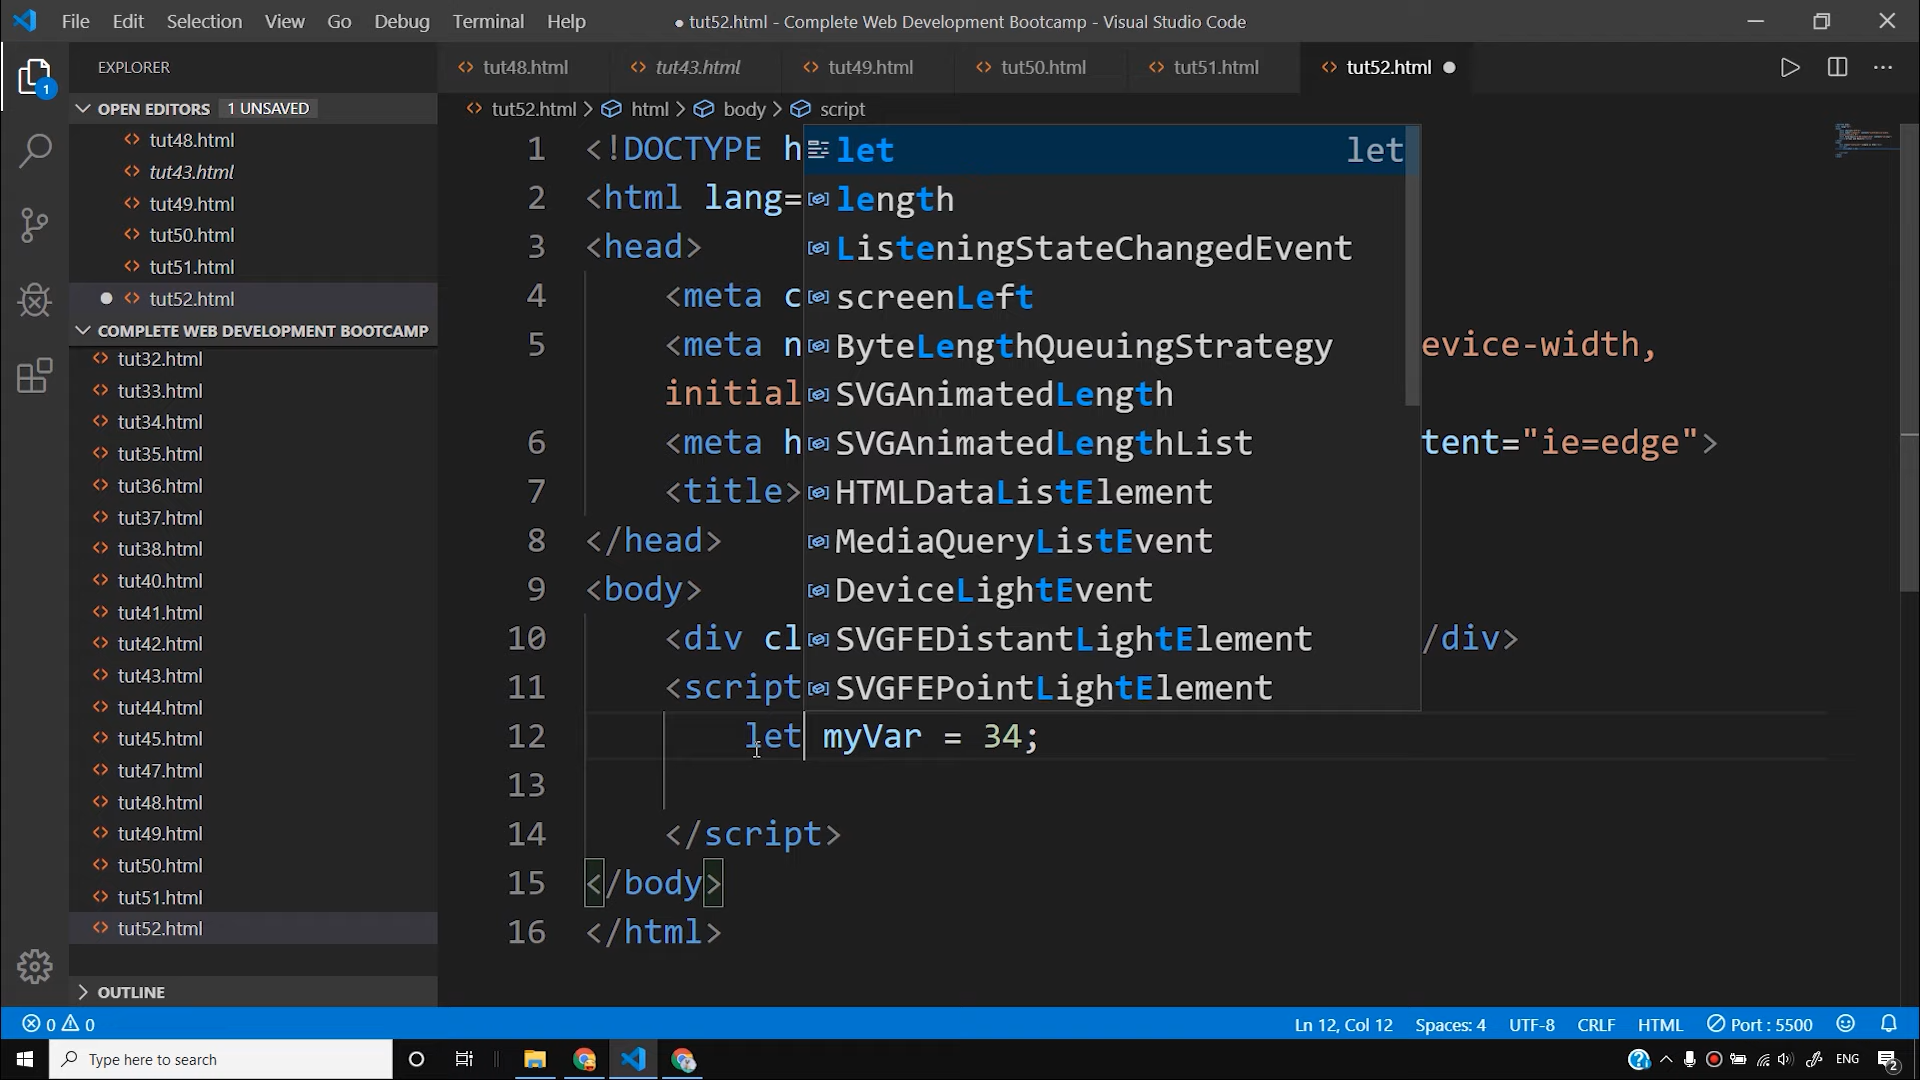 File Edit Selection View Go Debug Terminal Help
● tut52.html - Complete Web Development Bootcamp - Visual Studio Code
EXPLORER
OPEN EDITORS 1 UNSAVED
tut48.html
tut43.html
tut49.html
tut50.html
tut51.html
tut52.html
COMPLETE WEB DEVELOPMENT BOOTCAMP
tut32.html
tut33.html
tut34.html
tut35.html
tut36.html
tut37.html
tut38.html
tut40.html
tut41.html
tut42.html
tut43.html
tut44.html
tut45.html
tut47.html
tut48.html
tut49.html
tut50.html
tut51.html
tut52.html
OUTLINE
1
tut48.html tut43.html tut49.html tut50.html tut51.html tut52.html
tut52.html > html > body > script
1 <!DOCTYPE h
2 <html lang=
3 <head>
4 <meta c
5 <meta n evice-width,
initial
6 <meta h tent="ie=edge">
7 <title>
8 </head>
9 <body>
10 <div cl /div>
11 <script
12 let myVar = 34;
13
14 </script>
15 </body>
16 </html>
let let
length
ListeningStateChangedEvent
screenLeft
ByteLengthQueuingStrategy
SVGAnimatedLength
SVGAnimatedLengthList
HTMLDataListElement
MediaQueryListEvent
DeviceLightEvent
SVGFEDistantLightElement
SVGFEPointLightElement
0 0
Ln 12, Col 12 Spaces: 4 UTF-8 CRLF HTML Port : 5500
Type here to search
ENG
2